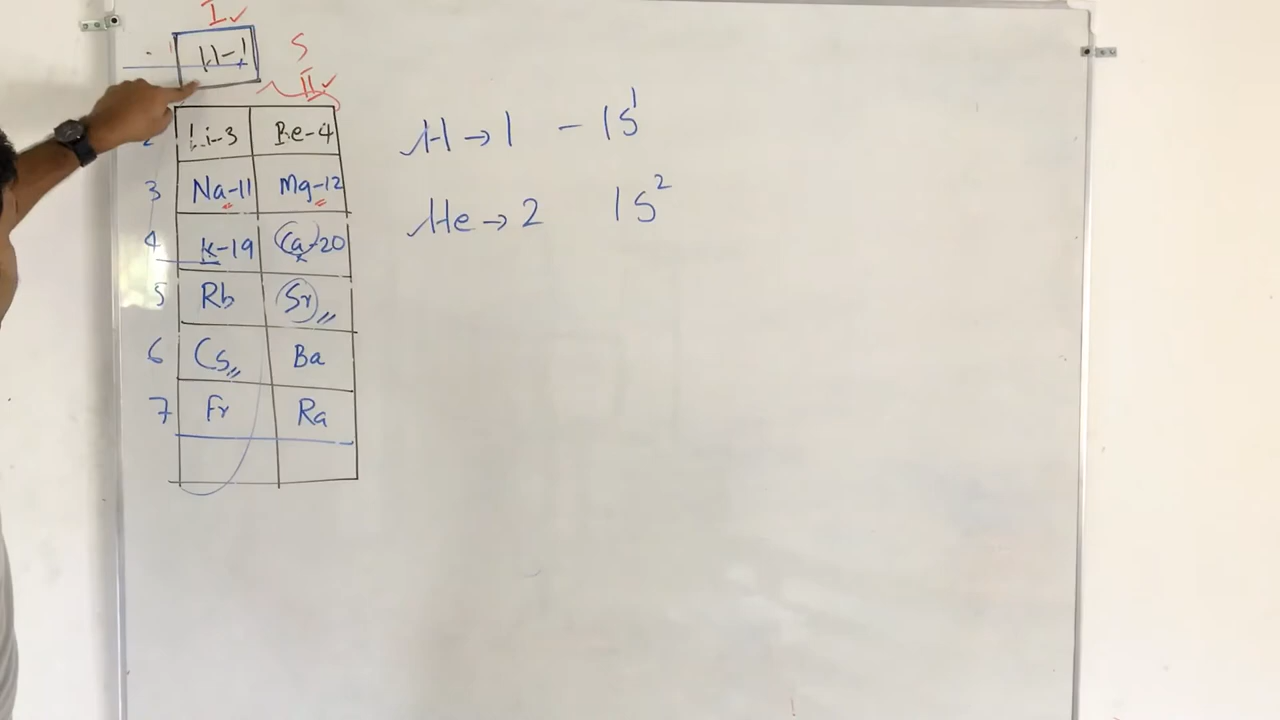 I ✓
H-1
S
II ✓
2 Li-3 Be-4
3 Na-11 Mg-12
4 K-19 Ca-20
5 Rb Sr
6 Cs Ba
7 Fr Ra
H → 1 - 1S¹
He → 2 1S²